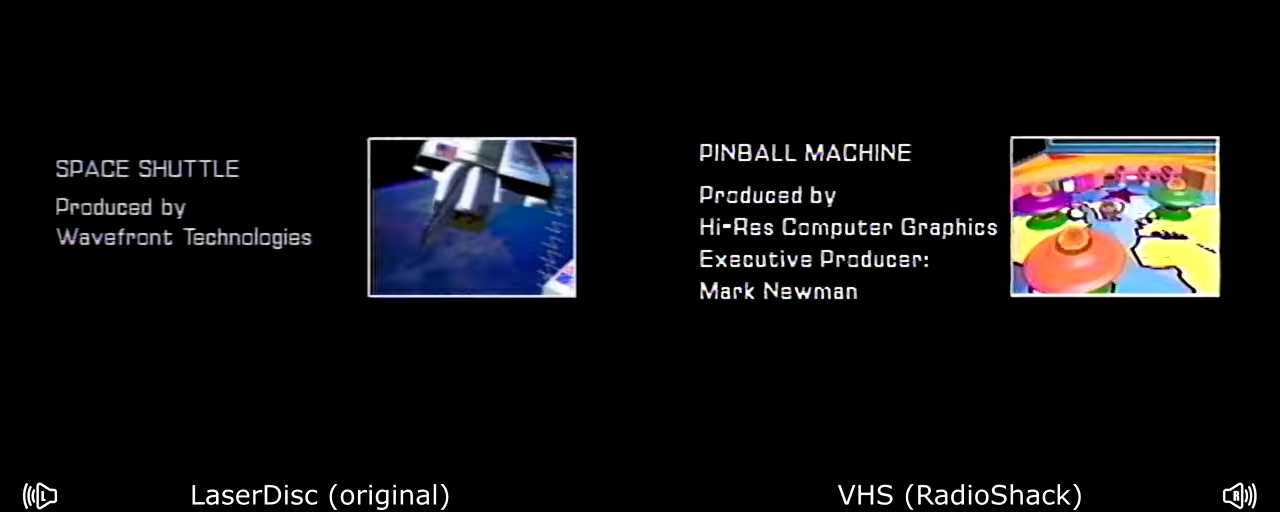 SPACE SHUTTLE
Produced by
Wavefront Technologies
PINBALL MACHINE
Produced by
Hi-Res Computer Graphics
Executive Producer:
Mark Newman
L
LaserDisc (original)
VHS (RadioShack)
R